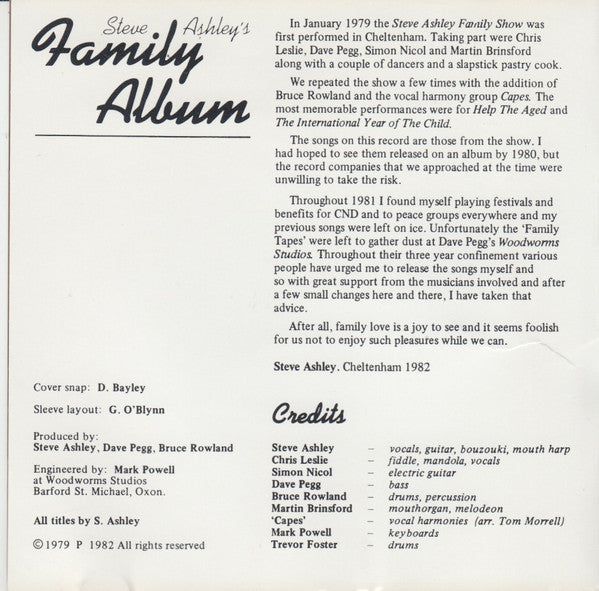 Steve Ashley's
Family
Album
In January 1979 the Steve Ashley Family Show was
first performed in Cheltenham. Taking part were Chris
Leslie, Dave Pegg, Simon Nicol and Martin Brinsford
along with a couple of dancers and a slapstick pastry cook.
We repeated the show a few times with the addition of
Bruce Rowland and the vocal harmony group Capes. The
most memorable performances were for Help The Aged and
The International Year of The Child.
The songs on this record are those from the show. I
had hoped to see them released on an album by 1980, but
the record companies that we approached at the time were
unwilling to take the risk.
Throughout 1981 I found myself playing festivals and
benefits for CND and to peace groups everywhere and my
previous songs were left on ice. Unfortunately the ‘Family
Tapes’ were left to gather dust at Dave Pegg's Woodworms
Studios. Throughout their three year confinement various
people have urged me to release the songs myself and
so with great support from the musicians involved and after
a few small changes here and there, I have taken that
advice.
After all, family love is a joy to see and it seems foolish
for us not to enjoy such pleasures while we can.
Steve Ashley. Cheltenham 1982
Cover snap: D. Bayley
Sleeve layout: G. O'Blynn
Produced by:
Steve Ashley, Dave Pegg, Bruce Rowland
Engineered by: Mark Powell
at Woodworms Studios
Barford St. Michael, Oxon.
All titles by S. Ashley
©1979 P 1982 All rights reserved
Credits
Steve Ashley – vocals, guitar, bouzouki, mouth harp
Chris Leslie – fiddle, mandola, vocals
Simon Nicol – electric guitar
Dave Pegg – bass
Bruce Rowland – drums, percussion
Martin Brinsford – mouthorgan, melodeon
‘Capes’ – vocal harmonies (arr. Tom Morrell)
Mark Powell – keyboards
Trevor Foster – drums